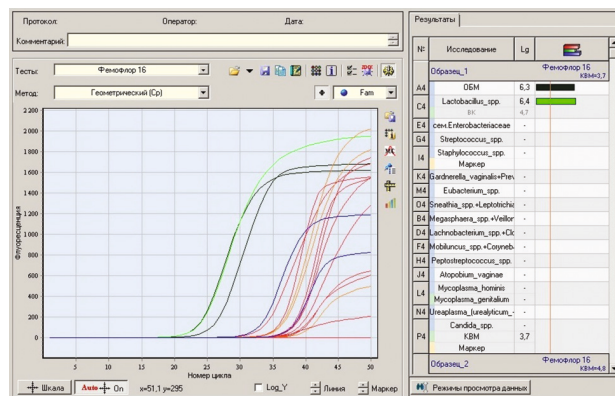 Протокол: Оператор: Дата:
Комментарий:
Тесты: Фемофлор 16
Метод: Геометрический (Cp) Fam
2 200
2 000
1 800
1 600
1 400
1 200
1 000
800
600
400
200
0
Флуоресценция
5 10 15 20 25 30 35 40 45 50
Номер цикла
Шкала Auto On x=51,1 y=295 Log_Y Линия Маркер
Результаты
№ Исследование Lg
Образец_1 Фемофлор 16
КВМ=3,7
A4 ОБМ 6,3
C4 Lactobacillus_spp. 6,4
ВК 4,7
E4 сем.Enterobacteriaceae -
G4 Streptococcus_spp. -
I4 Staphylococcus_spp. -
Маркер
K4 Gardnerella_vaginalis+Prev -
M4 Eubacterium_spp. -
O4 Sneathia_spp.+Leptotrichia -
B4 Megasphaera_spp.+Veillon -
D4 Lachnobacterium_spp.+Clo -
F4 Mobiluncus_spp.+Coryneb -
H4 Peptostreptococcus_spp. -
J4 Atopobium_vaginae -
L4 Mycoplasma_hominis -
Mycoplasma_genitalium -
N4 Ureaplasma_(urealyticum_ -
Candida_spp. -
P4 КВМ 3,7
Маркер
Образец_2 Фемофлор 16
КВМ=4,8
Режимы просмотра данных